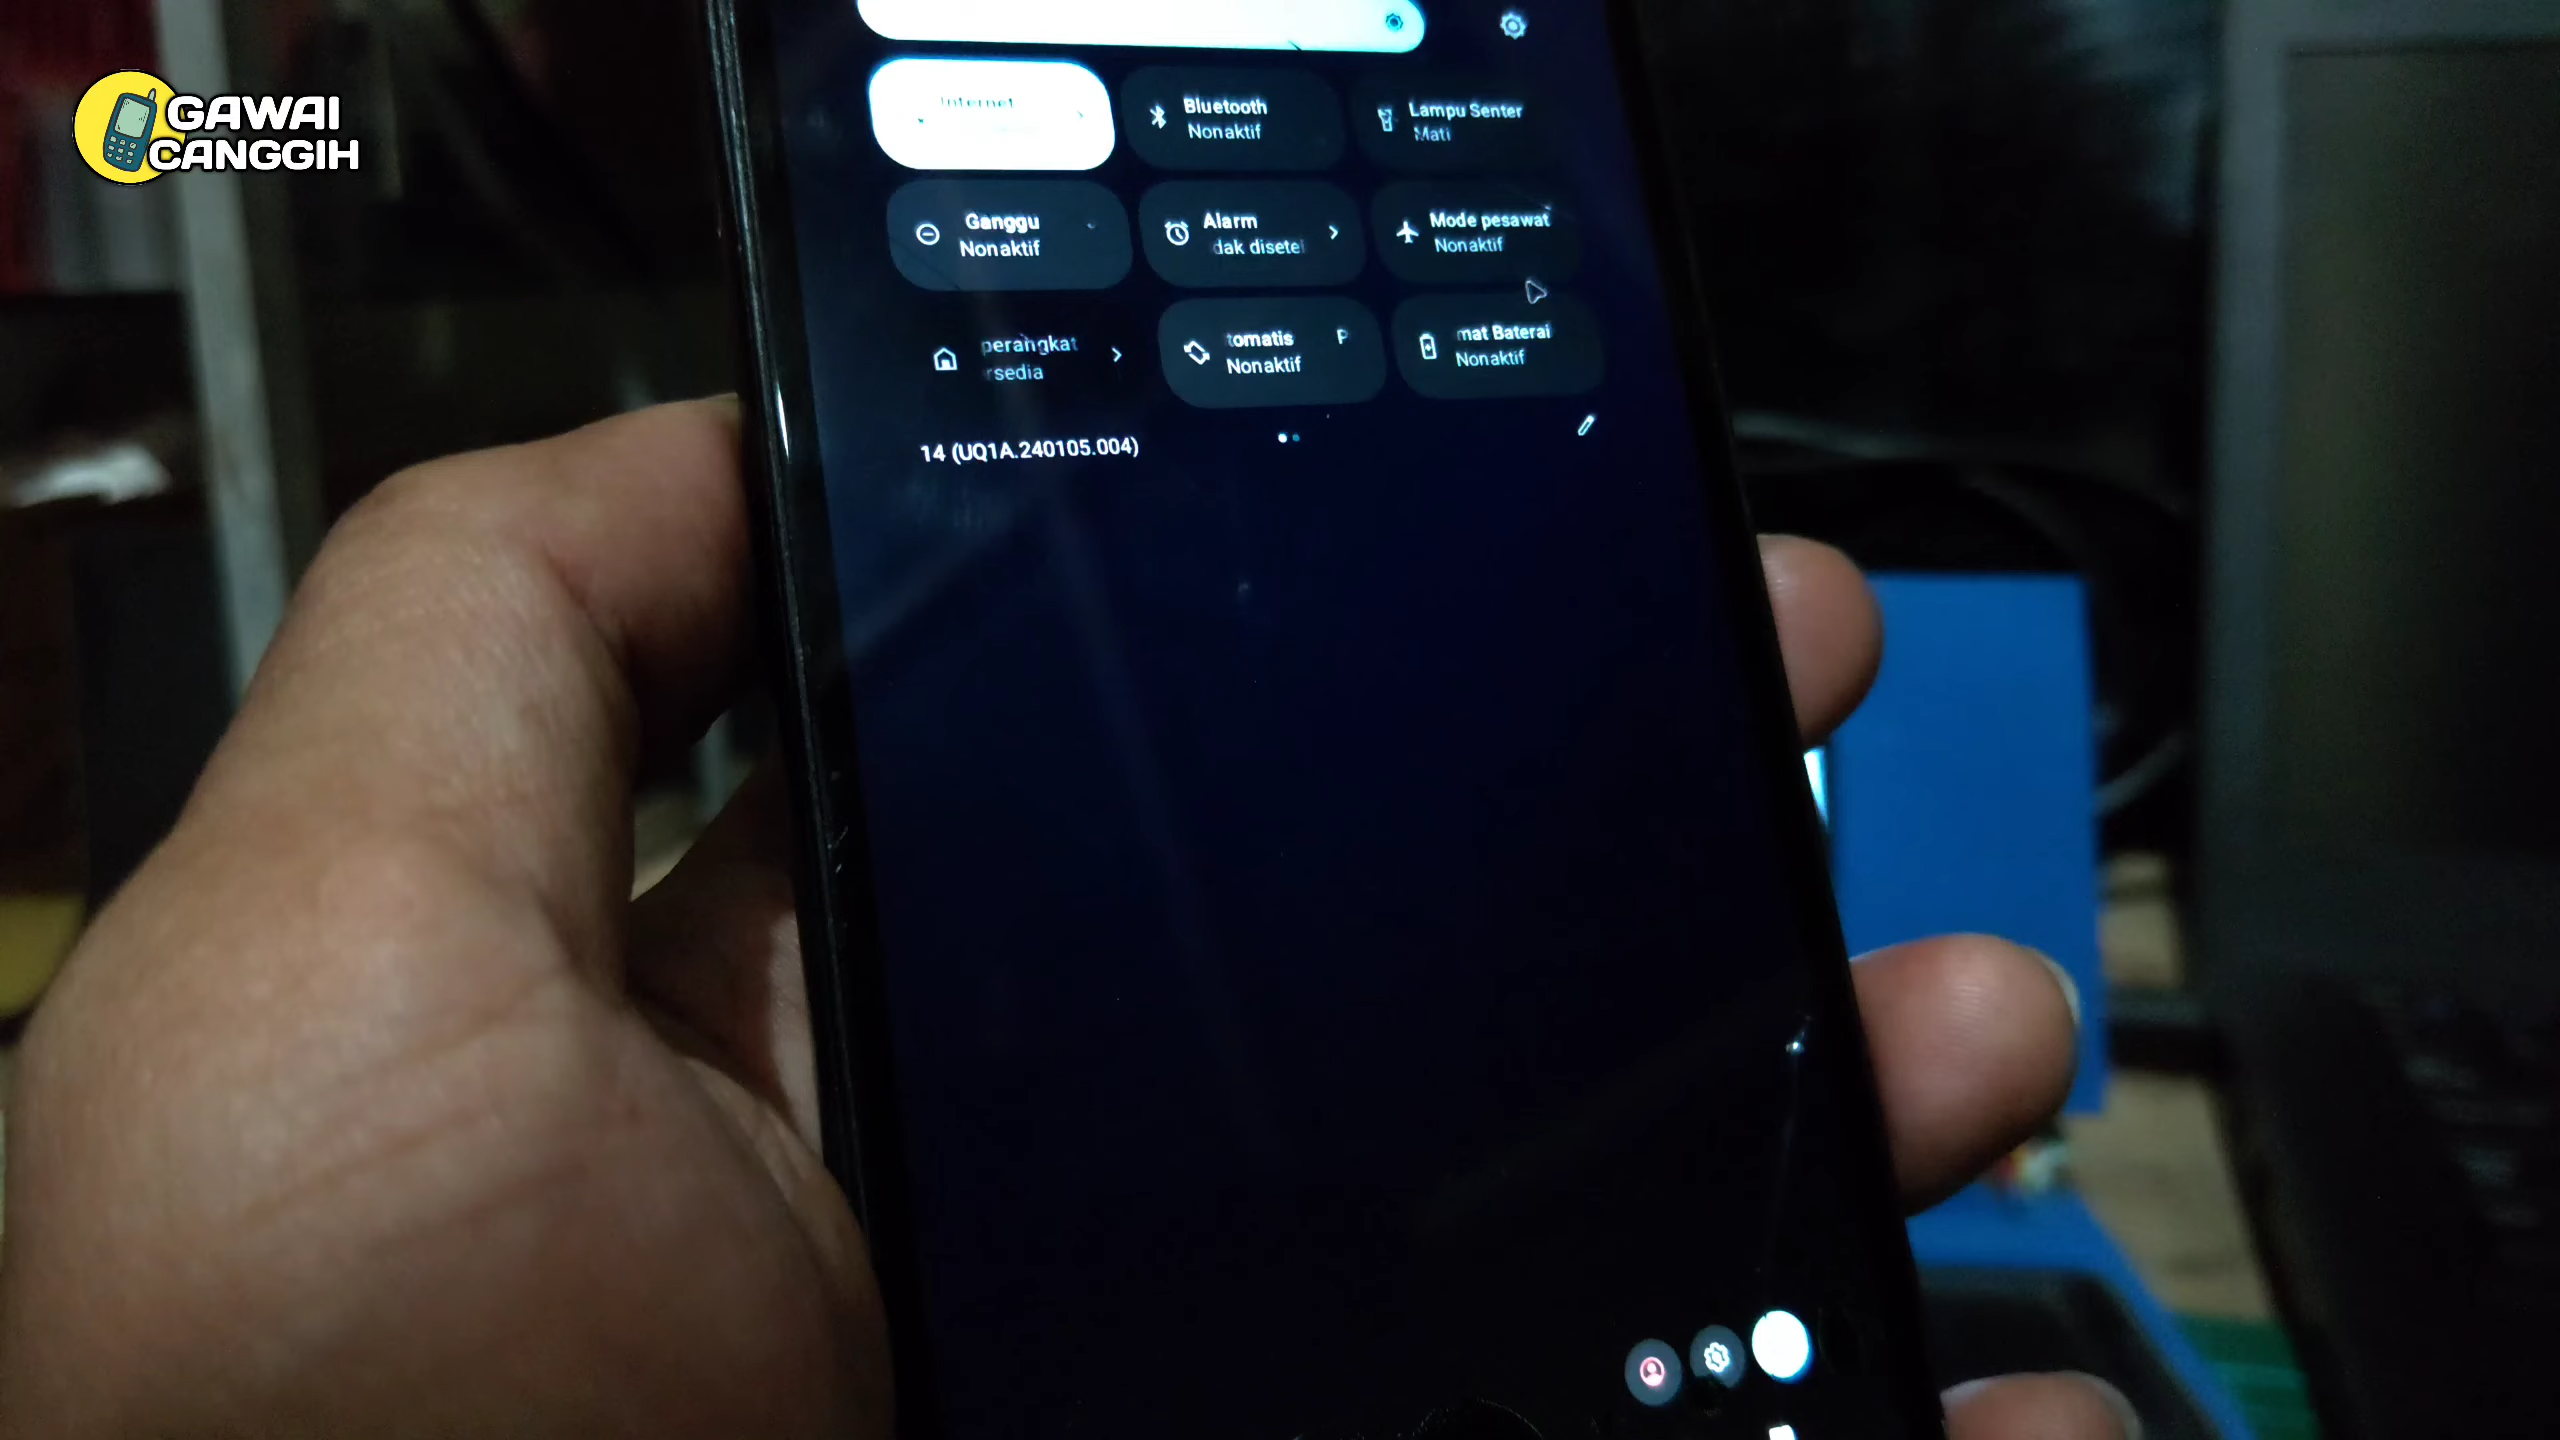 GAWAI
CANGGIH
Internet
Bluetooth
Nonaktif
Lampu Senter
Mati
Ganggu
Nonaktif
Alarm
dak disetel
Mode pesawat
Nonaktif
perangkat
rsedia
tomatis P
Nonaktif
mat Baterai
Nonaktif
14 (UQ1A.240105.004)